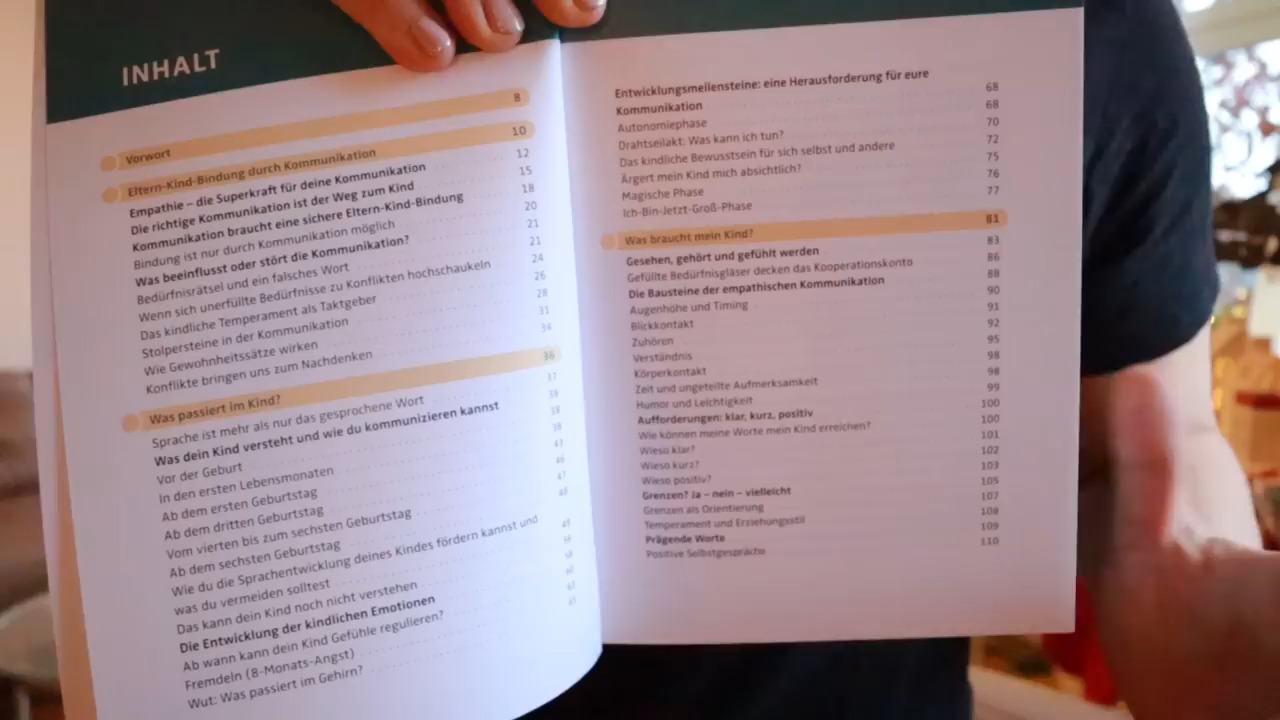 INHALT
Vorwort 8
Eltern-Kind-Bindung durch Kommunikation 10
Empathie – die Superkraft für deine Kommunikation 12
Die richtige Kommunikation ist der Weg zum Kind 15
Kommunikation braucht eine sichere Eltern-Kind-Bindung 18
Bindung ist nur durch Kommunikation möglich 20
Was beeinflusst oder stört die Kommunikation? 21
Bedürfnisrätsel und ein falsches Wort 21
Wenn sich unerfüllte Bedürfnisse zu Konflikten hochschaukeln 24
Das kindliche Temperament als Taktgeber 26
Stolpersteine in der Kommunikation 28
Wie Gewohnheitssätze wirken 31
Konflikte bringen uns zum Nachdenken 34
Was passiert im Kind? 36
Sprache ist mehr als nur das gesprochene Wort 37
Was dein Kind versteht und wie du kommunizieren kannst
Vor der Geburt
In den ersten Lebensmonaten
Ab dem ersten Geburtstag
Ab dem dritten Geburtstag
Vom vierten bis zum sechsten Geburtstag
Ab dem sechsten Geburtstag
Wie du die Sprachentwicklung deines Kindes fördern kannst und
was du vermeiden solltest
Das kann dein Kind noch nicht verstehen
Die Entwicklung der kindlichen Emotionen
Ab wann kann dein Kind Gefühle regulieren?
Fremdeln (8-Monats-Angst)
Wut: Was passiert im Gehirn?
Entwicklungsmeilensteine: eine Herausforderung für eure
Kommunikation 68
Autonomiephase 68
Drahtseilakt: Was kann ich tun? 70
Das kindliche Bewusstsein für sich selbst und andere 72
Ärgert mein Kind mich absichtlich? 75
Magische Phase 76
Ich-Bin-Jetzt-Groß-Phase 77
Was braucht mein Kind? 81
Gesehen, gehört und gefühlt werden 83
Gefüllte Bedürfnisgläser decken das Kooperationskonto 86
Die Bausteine der empathischen Kommunikation 88
Augenhöhe und Timing 90
Blickkontakt 91
Zuhören 92
Verständnis 95
Körperkontakt 98
Zeit und ungeteilte Aufmerksamkeit 98
Humor und Leichtigkeit 99
Aufforderungen: klar, kurz, positiv 100
Wie können meine Worte mein Kind erreichen? 100
Wieso klar? 101
Wieso kurz? 102
Wieso positiv? 103
Grenzen? Ja – nein – vielleicht 105
Grenzen als Orientierung 107
Temperament und Erziehungsstil 108
Prägende Worte 109
Positive Selbstgespräche 110